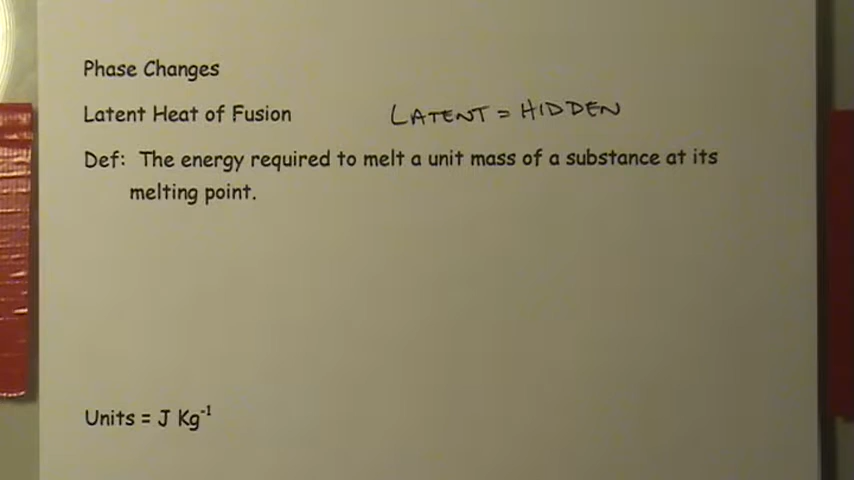 Phase Changes
Latent Heat of Fusion LATENT = HIDDEN
Def: The energy required to melt a unit mass of a substance at its
melting point.
Units = J Kg⁻¹